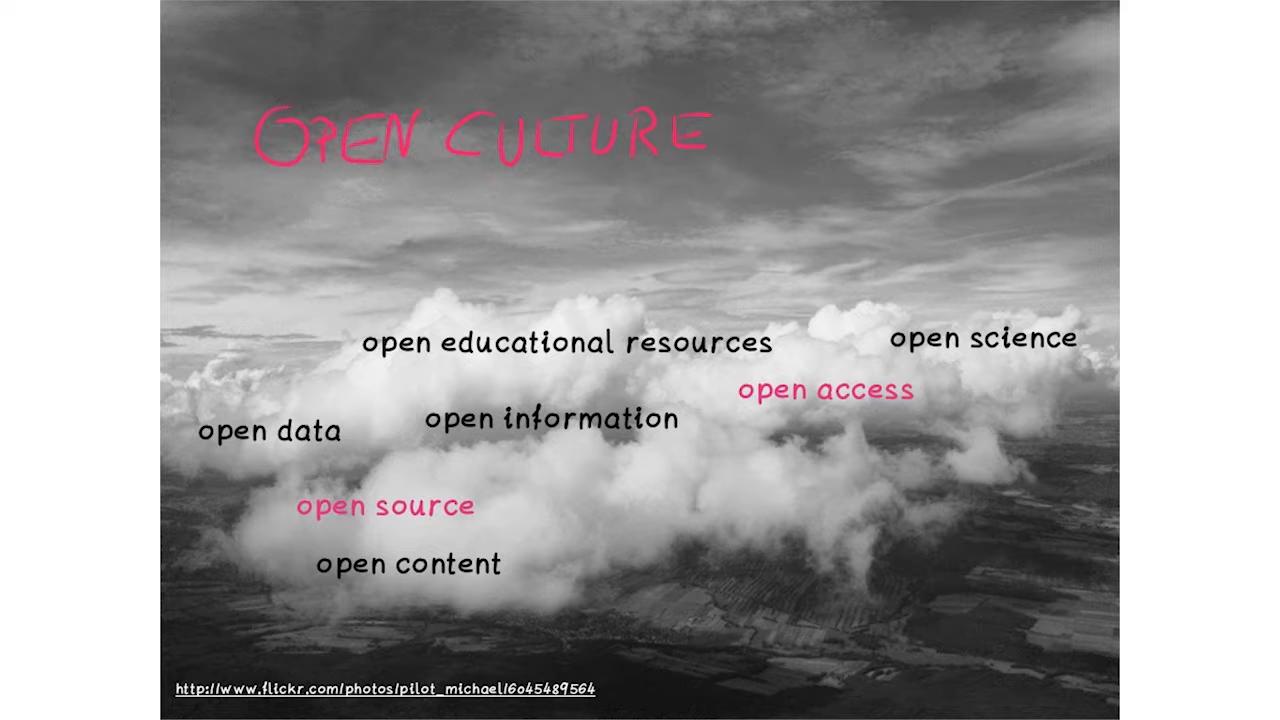 OPEN CULTURE
open educational resources
open science
open access
open information
open data
open source
open content
http://www.flickr.com/photos/pilot_michael/6045489564